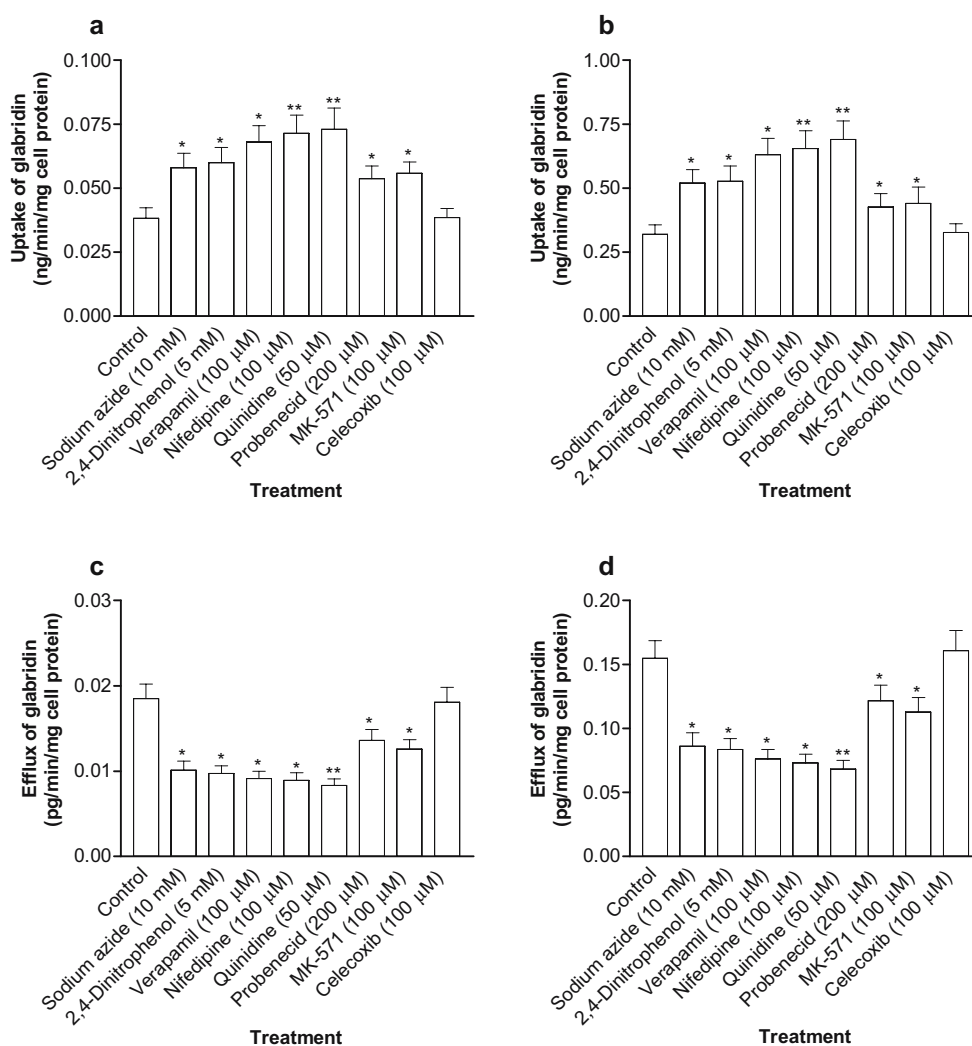 a
Uptake of glabridin
(ng/min/mg cell protein)
0.100
0.075
0.050
0.025
0.000
*
*
*
**
**
*
*
Control
Sodium azide (10 mM)
2,4-Dinitrophenol (5 mM)
Verapamil (100 µM)
Nifedipine (100 µM)
Quinidine (50 µM)
Probenecid (200 µM)
MK-571 (100 µM)
Celecoxib (100 µM)
Treatment
b
Uptake of glabridin
(ng/min/mg cell protein)
1.00
0.75
0.50
0.25
0.00
*
*
*
**
**
*
*
Control
Sodium azide (10 mM)
2,4-Dinitrophenol (5 mM)
Verapamil (100 µM)
Nifedipine (100 µM)
Quinidine (50 µM)
Probenecid (200 µM)
MK-571 (100 µM)
Celecoxib (100 µM)
Treatment
c
Efflux of glabridin
(pg/min/mg cell protein)
0.03
0.02
0.01
0.00
*
*
*
*
**
*
*
Control
Sodium azide (10 mM)
2,4-Dinitrophenol (5 mM)
Verapamil (100 µM)
Nifedipine (100 µM)
Quinidine (50 µM)
Probenecid (200 µM)
MK-571 (100 µM)
Celecoxib (100 µM)
Treatment
d
Efflux of glabridin
(pg/min/mg cell protein)
0.20
0.15
0.10
0.05
0.00
*
*
*
*
**
*
*
Control
Sodium azide (10 mM)
2,4-Dinitrophenol (5 mM)
Verapamil (100 µM)
Nifedipine (100 µM)
Quinidine (50 µM)
Probenecid (200 µM)
MK-571 (100 µM)
Celecoxib (100 µM)
Treatment